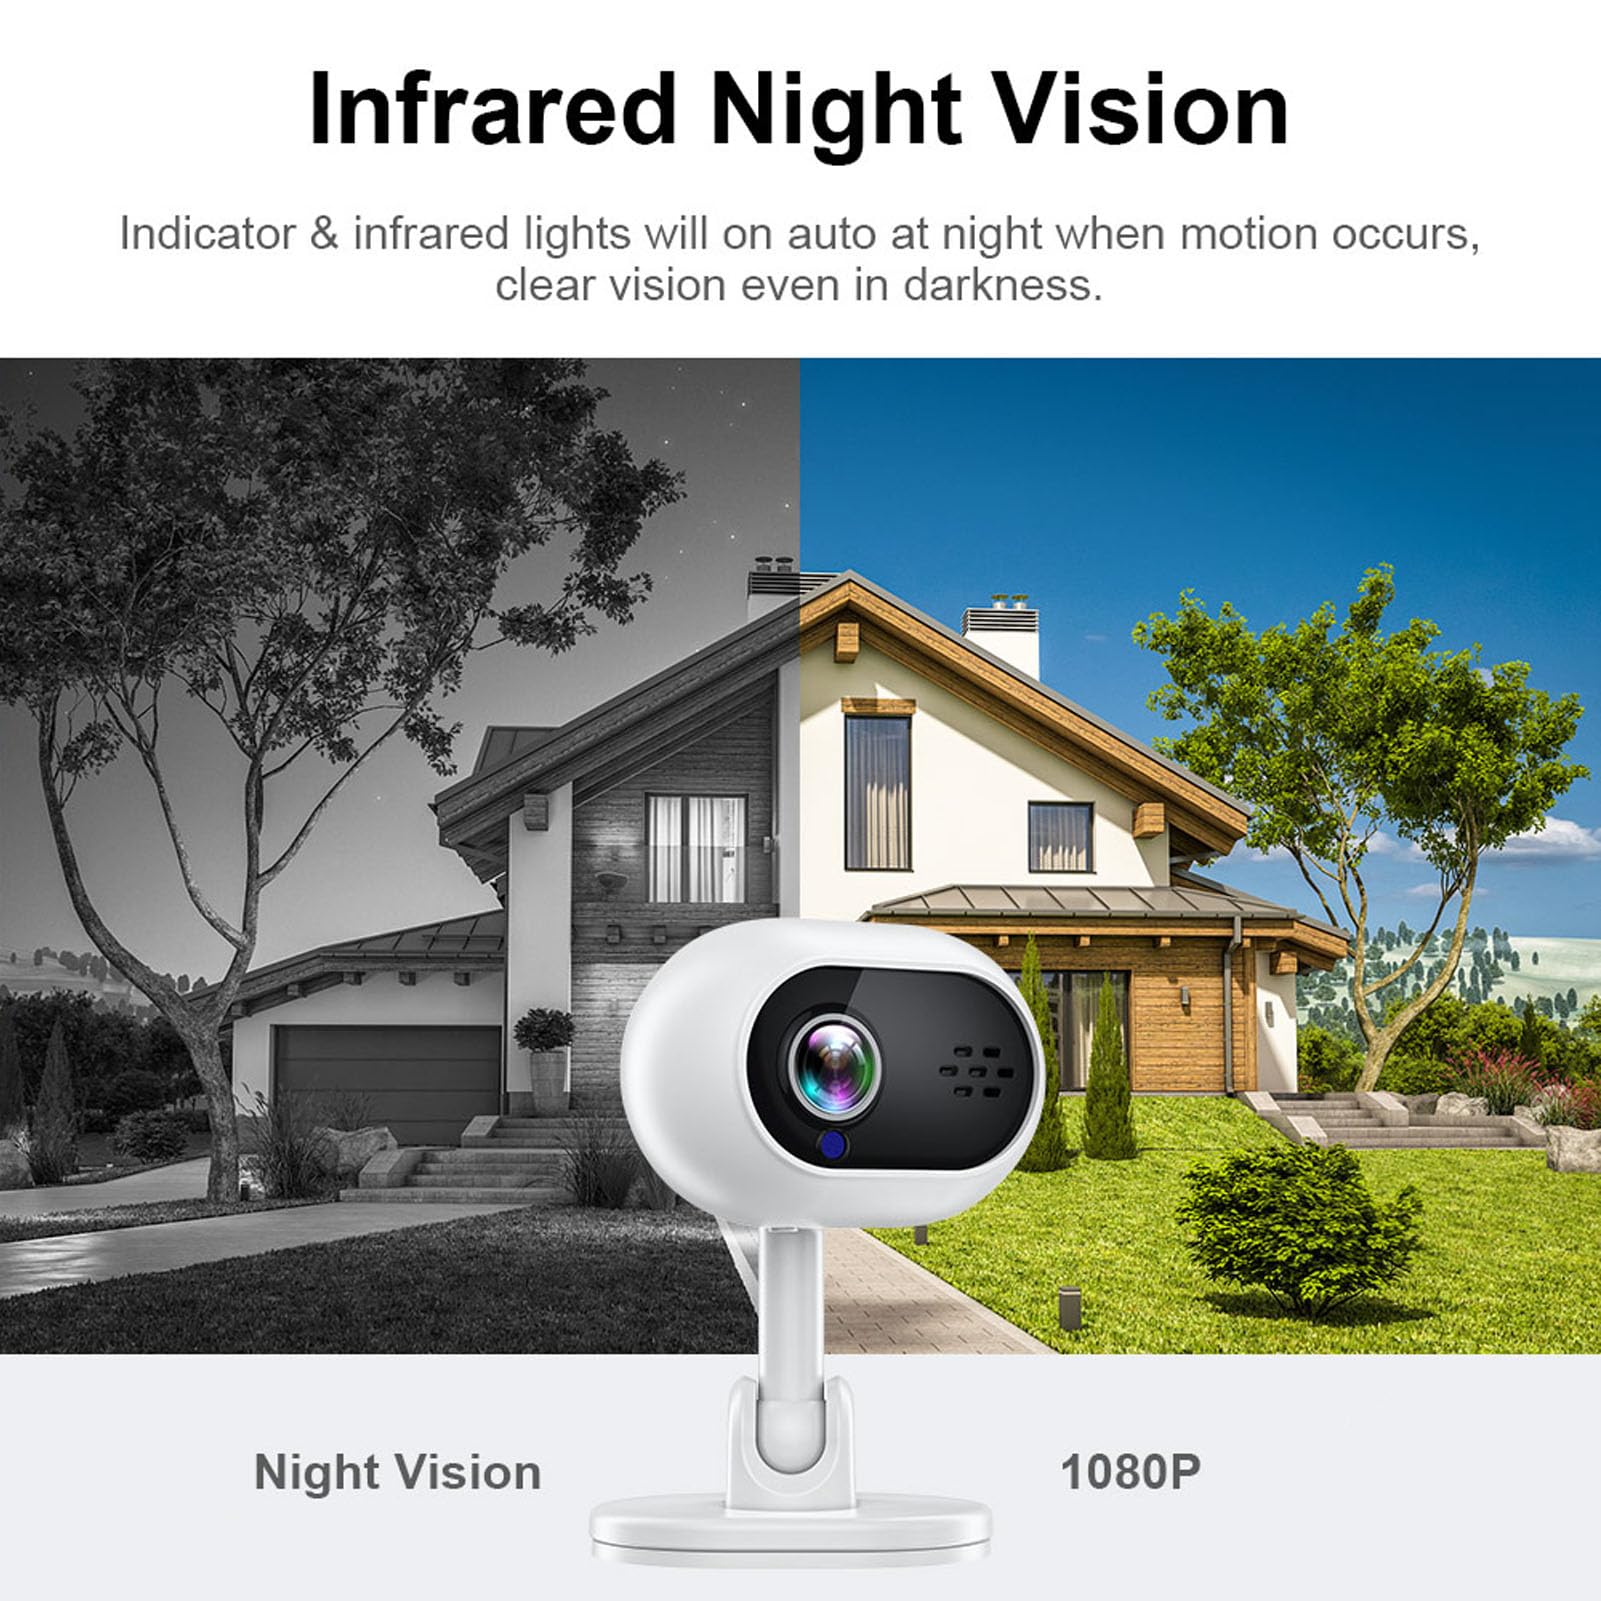 Infrared Night Vision
Indicator & infrared lights will on auto at night when motion occurs,
clear vision even in darkness.
Night Vision
1080P